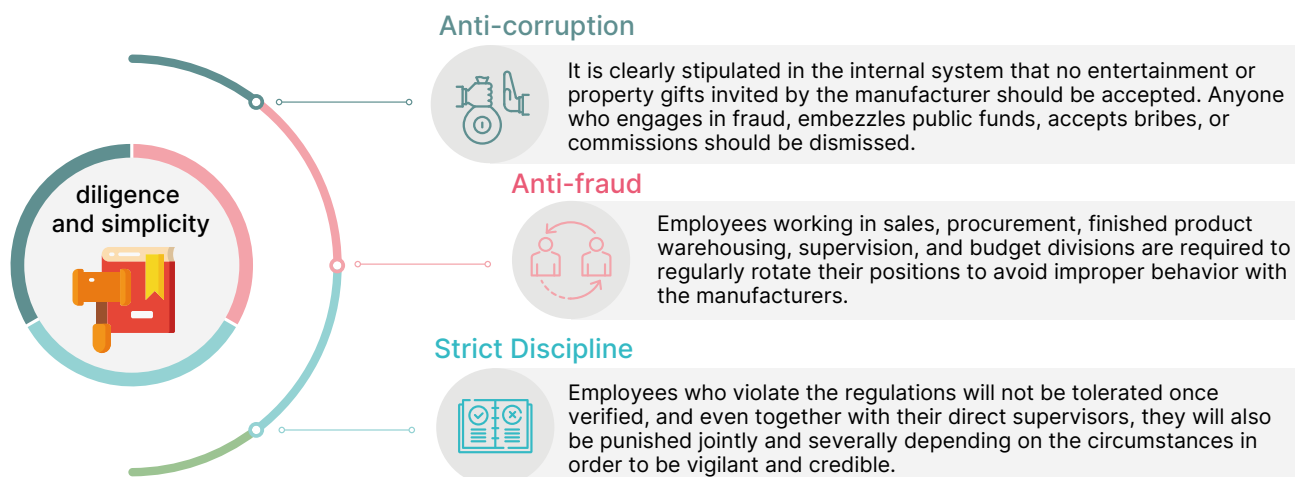 diligence
and simplicity
Anti-corruption
It is clearly stipulated in the internal system that no entertainment or
property gifts invited by the manufacturer should be accepted. Anyone
who engages in fraud, embezzles public funds, accepts bribes, or
commissions should be dismissed.
Anti-fraud
Employees working in sales, procurement, finished product
warehousing, supervision, and budget divisions are required to
regularly rotate their positions to avoid improper behavior with
the manufacturers.
Strict Discipline
Employees who violate the regulations will not be tolerated once
verified, and even together with their direct supervisors, they will also
be punished jointly and severally depending on the circumstances in
order to be vigilant and credible.